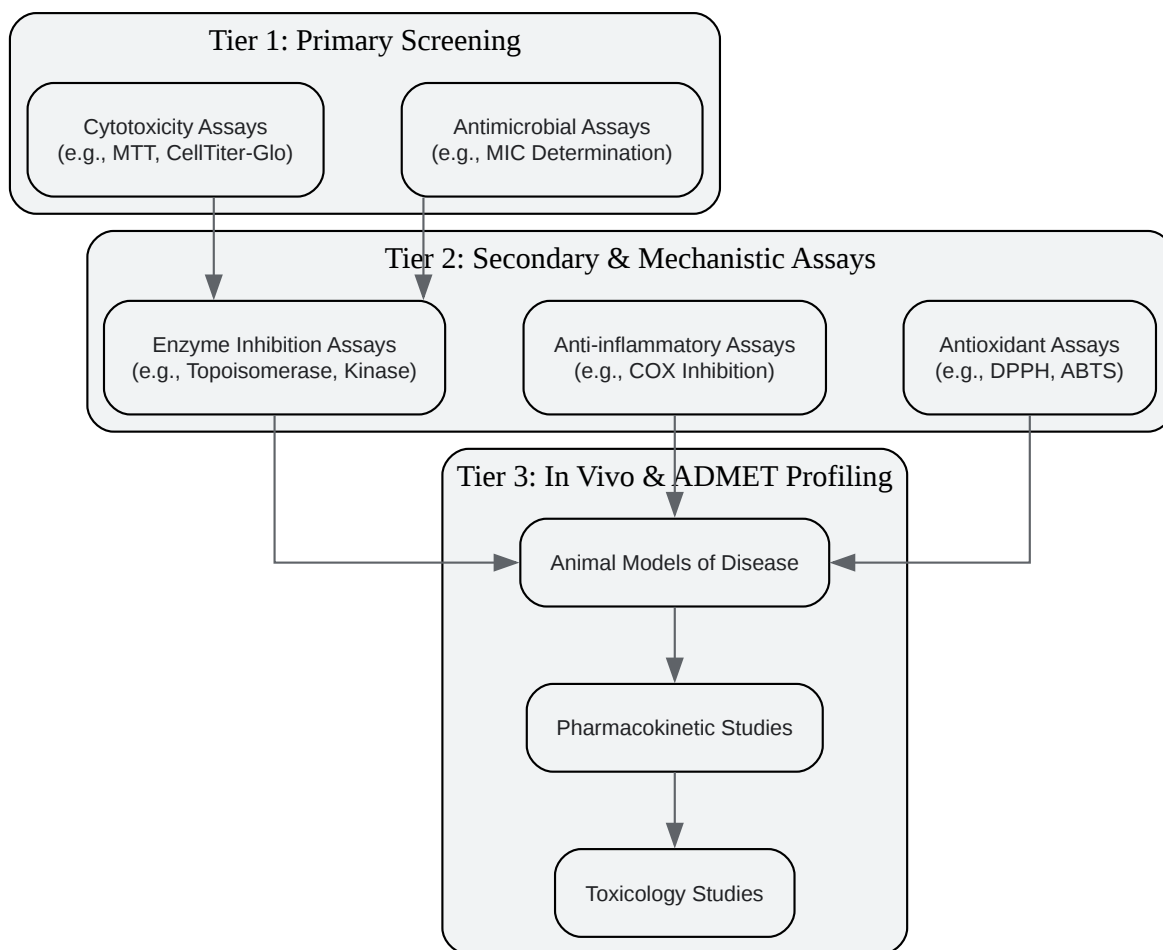 Tier 1: Primary Screening
Cytotoxicity Assays
(e.g., MTT, CellTiter-Glo)
Antimicrobial Assays
(e.g., MIC Determination)
Tier 2: Secondary & Mechanistic Assays
Enzyme Inhibition Assays
(e.g., Topoisomerase, Kinase)
Anti-inflammatory Assays
(e.g., COX Inhibition)
Antioxidant Assays
(e.g., DPPH, ABTS)
Tier 3: In Vivo & ADMET Profiling
Animal Models of Disease
Pharmacokinetic Studies
Toxicology Studies